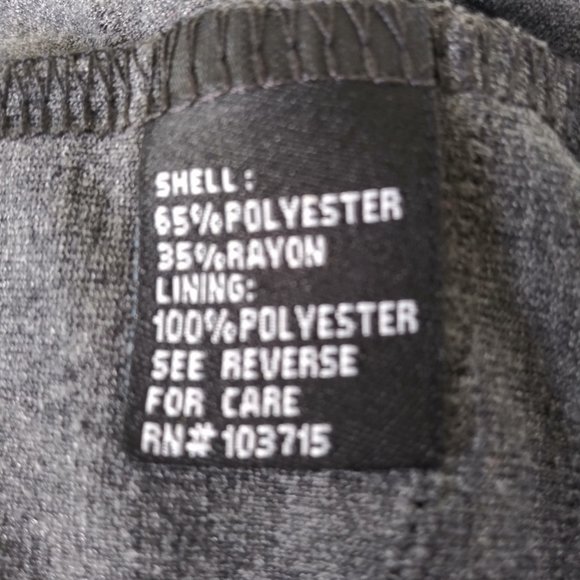 SHELL:
65%POLYESTER
35%RAYON
LINING:
100%POLYESTER
SEE REVERSE
FOR CARE
RN#103715